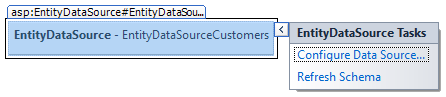 asp:EntityDataSource#EntityDataSou...
EntityDataSource - EntityDataSourceCustomers
EntityDataSource Tasks
Configure Data Source...
Refresh Schema